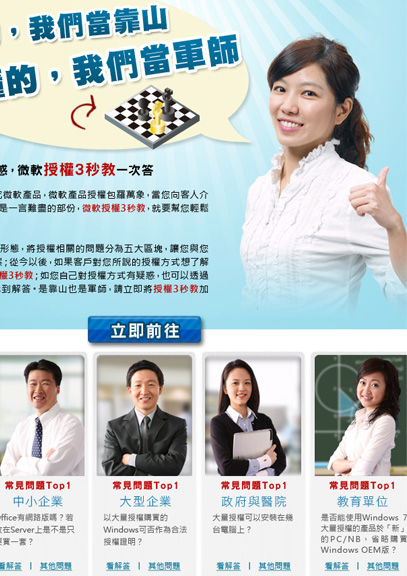 ，我們當靠山
的，我們當軍師
惑，微軟授權3秒教一次答
微軟產品，微軟產品授權包羅萬象，當您向客人介
是一言難盡的部份，微軟授權3秒教，就要幫您輕鬆
形態，將授權相關的問題分為五大區塊，讓您與您
；從今以後，如果客戶對您所說的授權方式想了解
權3秒教；如您自己對授權方式有疑惑，也可以透過
到解答。是靠山也是軍師，請立即將授權3秒教加
立即前往
常見問題Top1
中小企業
Office有網路版嗎？若
在Server上是不是只
要買一套？
看解答 | 其他問題
常見問題Top1
大型企業
以大量授權購買的
Windows可否作為合法
授權證明？
看解答 | 其他問題
常見問題Top1
政府與醫院
大量授權可以安裝在幾
台電腦上？
看解答 | 其他問題
常見問題Top1
教育單位
是否能使用Windows 7
大量授權的產品於「新」
的PC/NB，省略購買
Windows OEM版？
看解答 | 其他問題